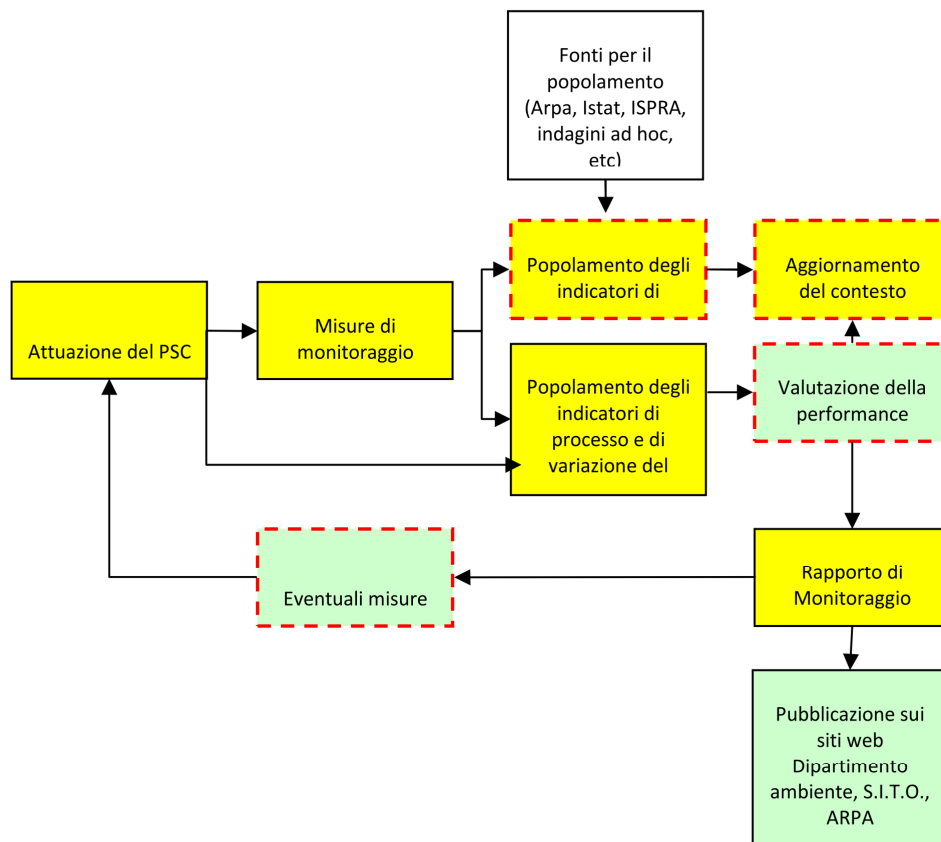 Fonti per il
popolamento
(Arpa, Istat, ISPRA,
indagini ad hoc,
etc)
Popolamento degli
indicatori di
Aggiornamento
del contesto
Attuazione del PSC
Misure di
monitoraggio
Popolamento degli
indicatori di
processo e di
variazione del
Valutazione della
performance
Eventuali misure
Rapporto di
Monitoraggio
Pubblicazione sui
siti web
Dipartimento
ambiente, S.I.T.O.,
ARPA